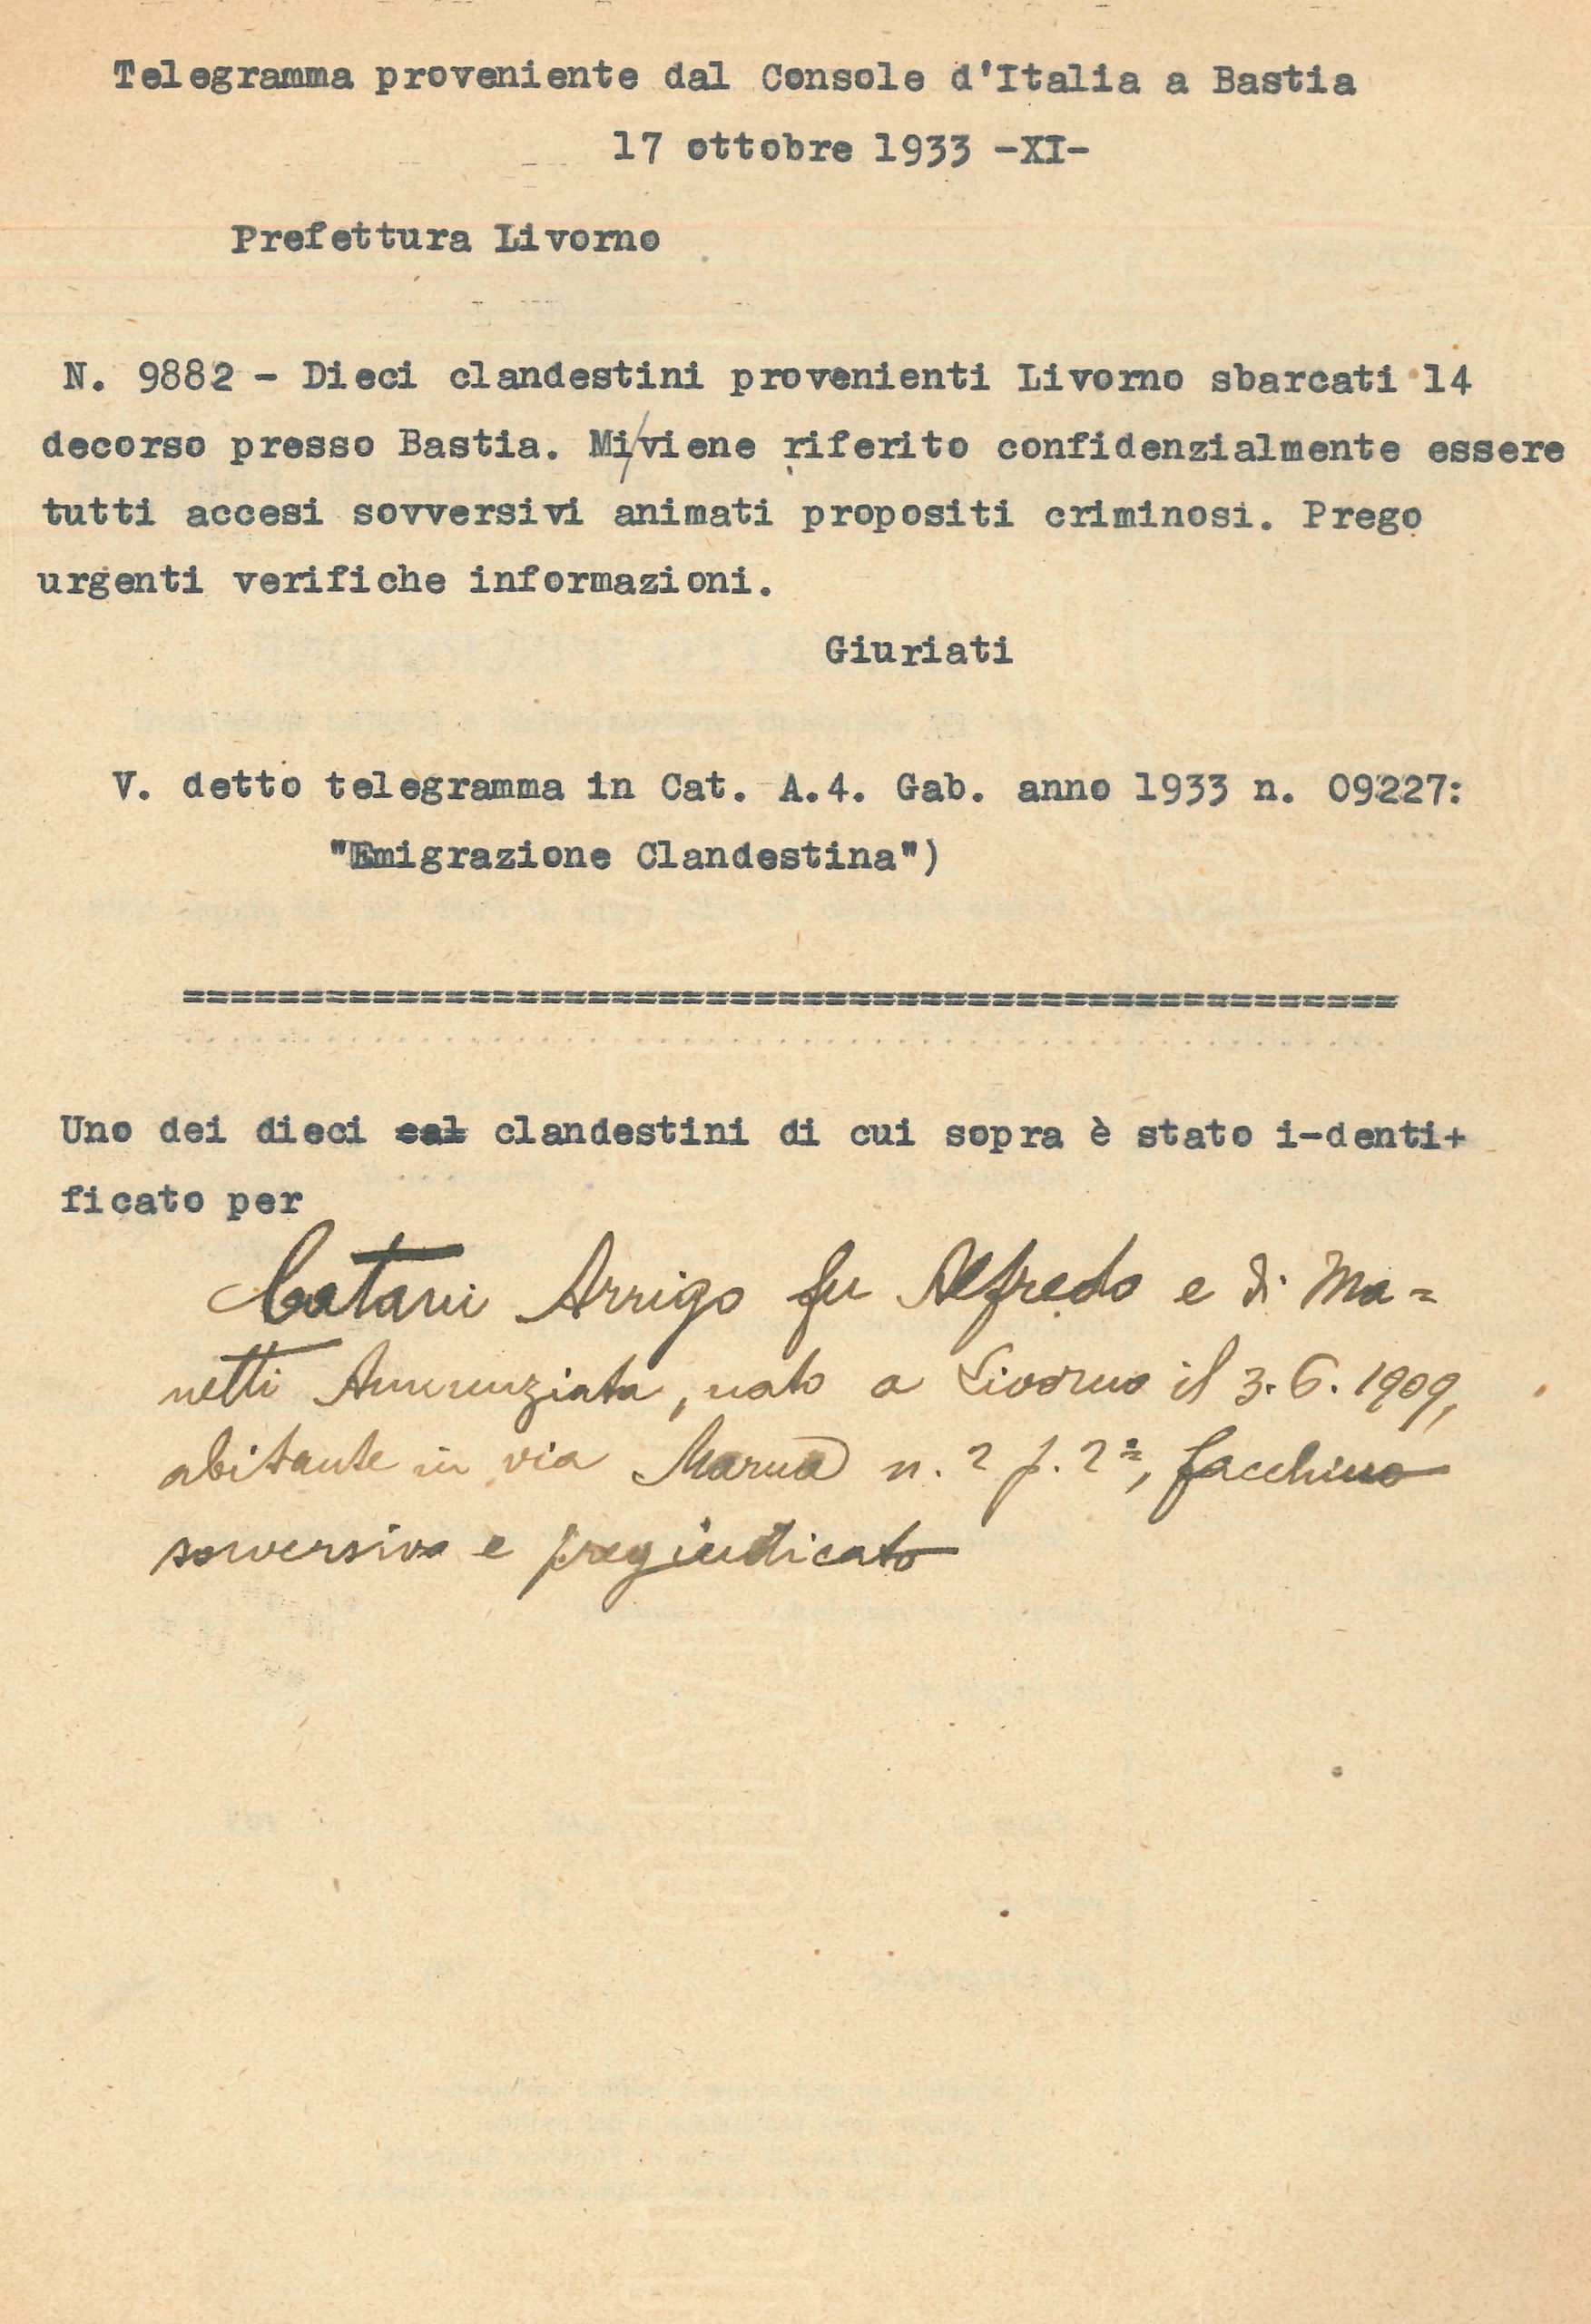 Telegramma proveniente dal Console d'Italia a Bastia
17 ottobre 1933 -XI-
Prefettura Livorno
N. 9882 - Dieci clandestini provenienti Livorno sbarcati 14
decorso presso Bastia. Mi/viene riferito confidenzialmente essere
tutti accesi sovversivi animati propositi criminosi. Prego
urgenti verifiche informazioni.
Giuriati
V. detto telegramma in Cat. A.4. Gab. anno 1933 n. 09227:
"Emigrazione Clandestina")
====================================================
Uno dei dieci cal clandestini di cui sopra è stato i-denti+
ficato per
Catani Arrigo fu Alfredo e di Ma=
netti Annunziata, nato a Livorno il 3.6.1909,
abitante in via n. 2 p. 2º, facchino
sovversivo e pregiudicato